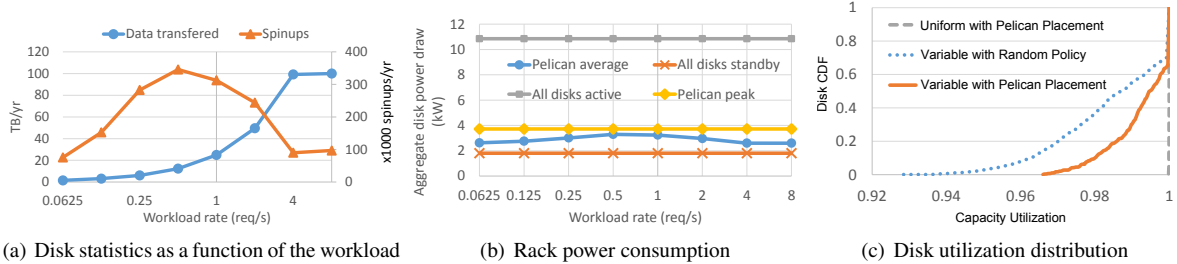 Data transfered
Spinups
120
100
80
60
40
20
0
TB/yr
400
300
200
100
0
x1000 spinups/yr
0.0625
0.25
1
4
Workload rate (req/s)
(a) Disk statistics as a function of the workload
12
10
8
6
4
2
0
Aggregate disk power draw
(kW)
Pelican average
All disks standby
All disks active
Pelican peak
0.0625
0.125
0.25
0.5
1
2
4
8
Workload rate (req/s)
(b) Rack power consumption
1
0.8
0.6
0.4
0.2
0
Disk CDF
Uniform with Pelican Placement
Variable with Random Policy
Variable with Pelican Placement
0.92
0.94
0.96
0.98
1
Capacity Utilization
(c) Disk utilization distribution